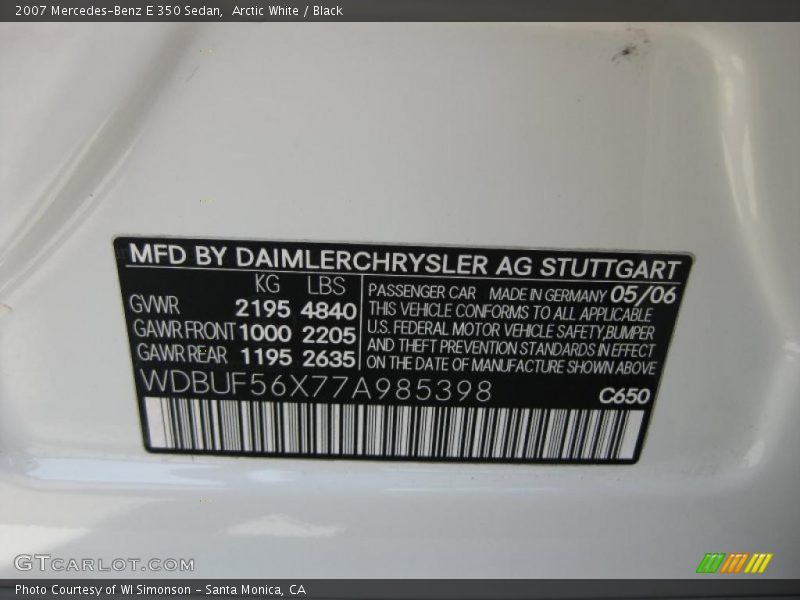 2007 Mercedes-Benz E 350 Sedan,  Arctic White / Black
MFD BY DAIMLERCHRYSLER AG STUTTGART
KG LBS
GVWR 2195 4840
GAWR FRONT 1000 2205
GAWR REAR 1195 2635
PASSENGER CAR MADE IN GERMANY 05/06
THIS VEHICLE CONFORMS TO ALL APPLICABLE
U.S. FEDERAL MOTOR VEHICLE SAFETY,BUMPER
AND THEFT PREVENTION STANDARDS IN EFFECT
ON THE DATE OF MANUFACTURE SHOWN ABOVE
WDBUF56X77A985398
C650
GTCARLOT.COM
Photo Courtesy of WI Simonson - Santa Monica, CA